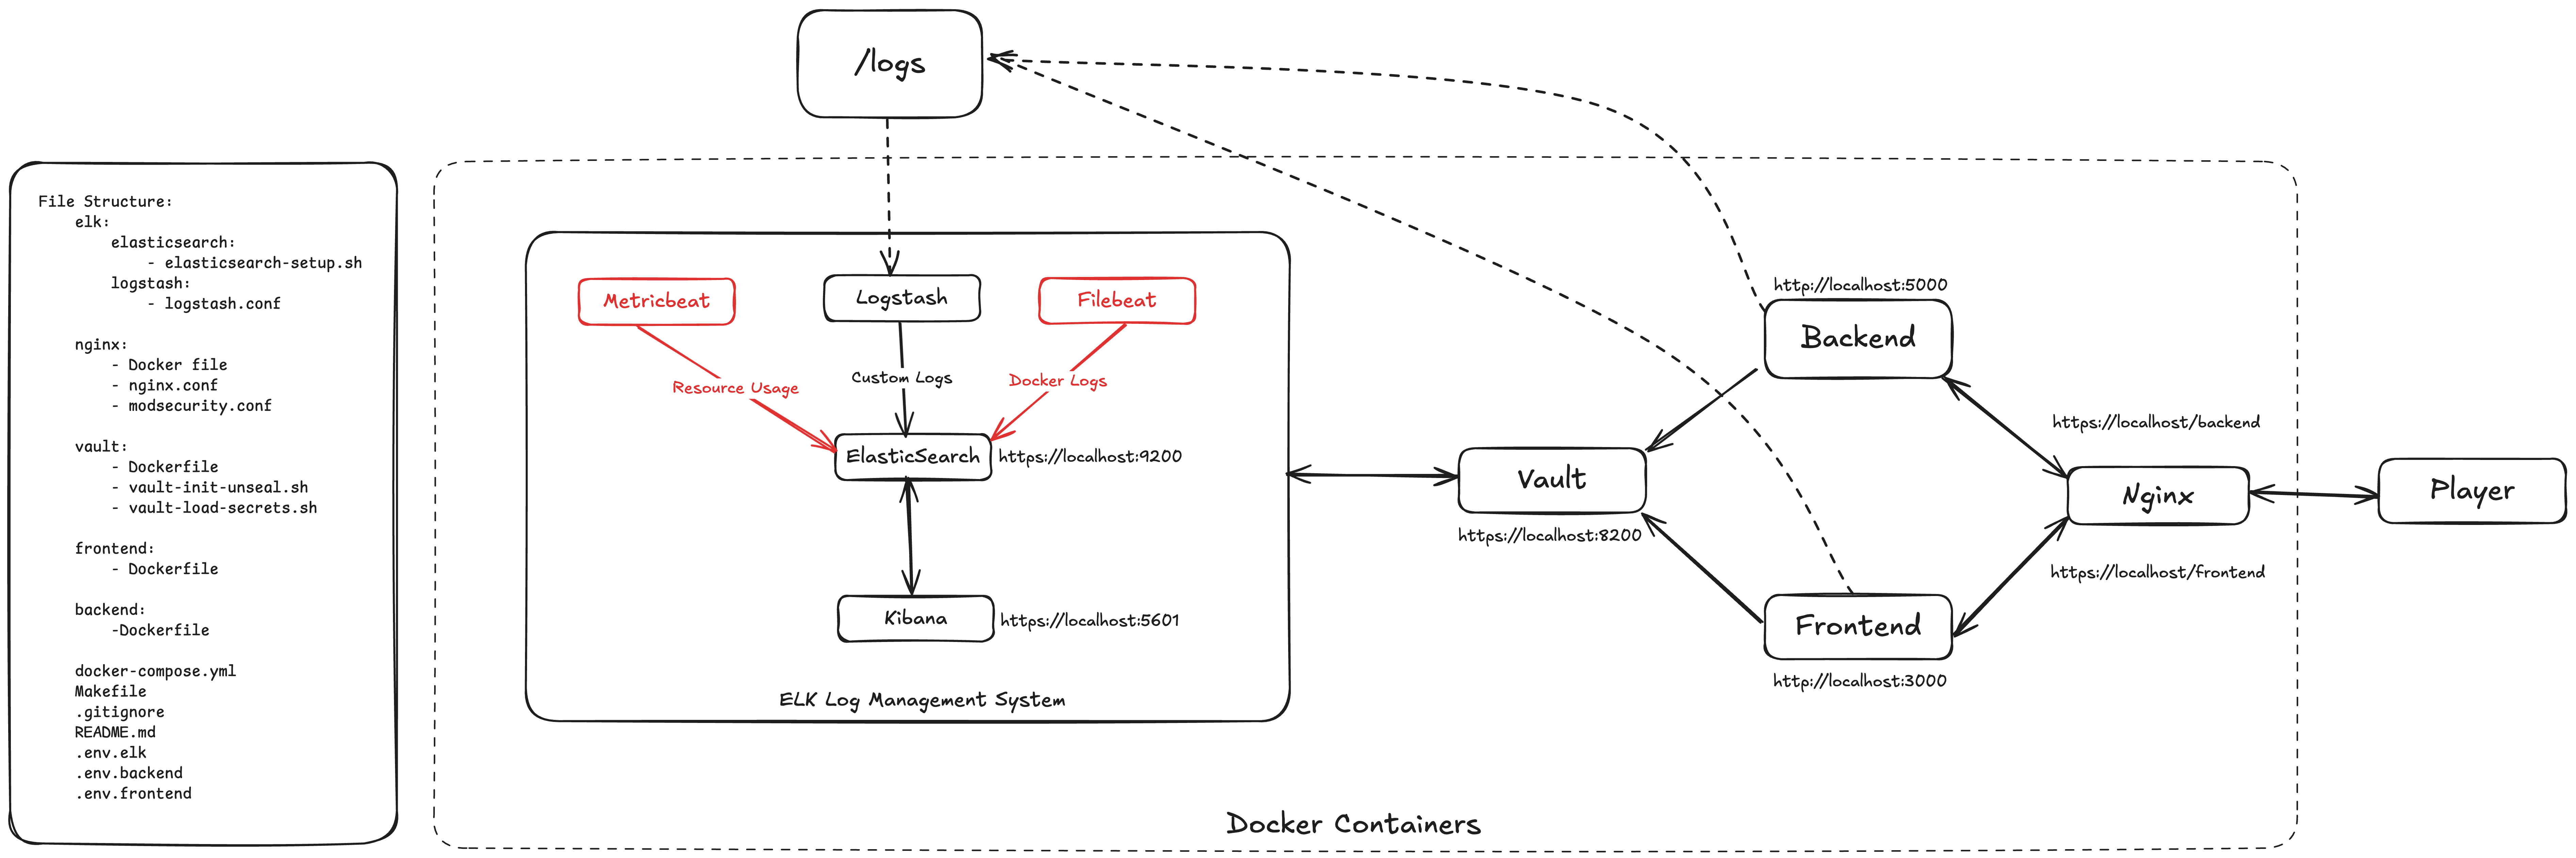 /logs
File Structure:
elk:
elasticsearch:
- elasticsearch-setup.sh
logstash:
- logstash.conf
nginx:
- Docker file
- nginx.conf
- modsecurity.conf
vault:
- Dockerfile
- vault-init-unseal.sh
- vault-load-secrets.sh
frontend:
- Dockerfile
backend:
-Dockerfile
docker-compose.yml
Makefile
.gitignore
README.md
.env.elk
.env.backend
.env.frontend
Metricbeat
Logstash
Filebeat
Resource Usage
Custom Logs
Docker Logs
ElasticSearch
https://localhost:9200
Kibana
https://localhost:5601
ELK Log Management System
Vault
https://localhost:8200
http://localhost:5000
Backend
https://localhost/backend
Nginx
Player
https://localhost/frontend
Frontend
http://localhost:3000
Docker Containers